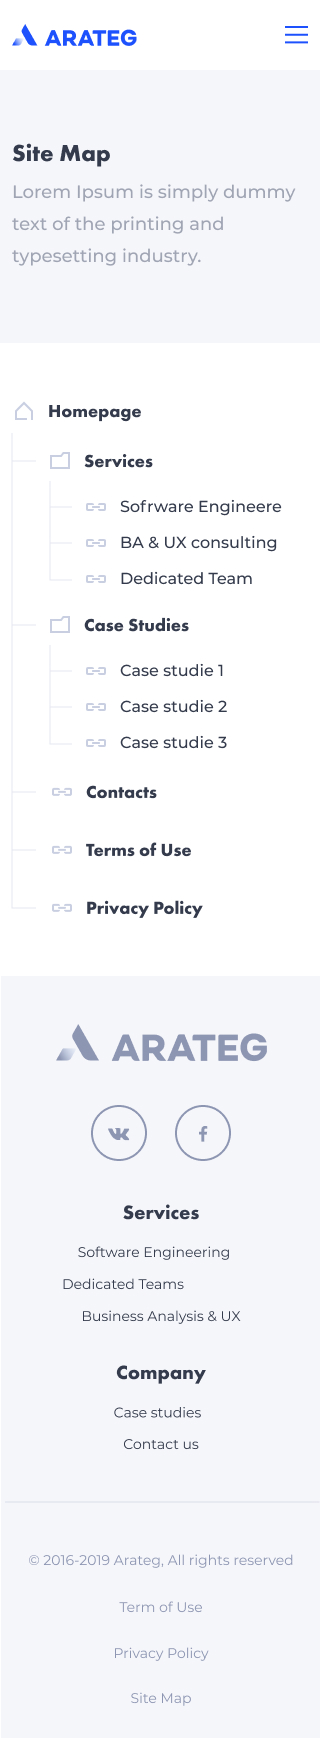 ARATEG
Site Map
Lorem Ipsum is simply dummy
text of the printing and
typesetting industry.
Homepage
Services
Sofrware Engineere
BA & UX consulting
Dedicated Team
Case Studies
Case studie 1
Case studie 2
Case studie 3
Contacts
Terms of Use
Privacy Policy
ARATEG
Services
Software Engineering
Dedicated Teams
Business Analysis & UX
Company
Case studies
Contact us
© 2016-2019 Arateg, All rights reserved
Term of Use
Privacy Policy
Site Map